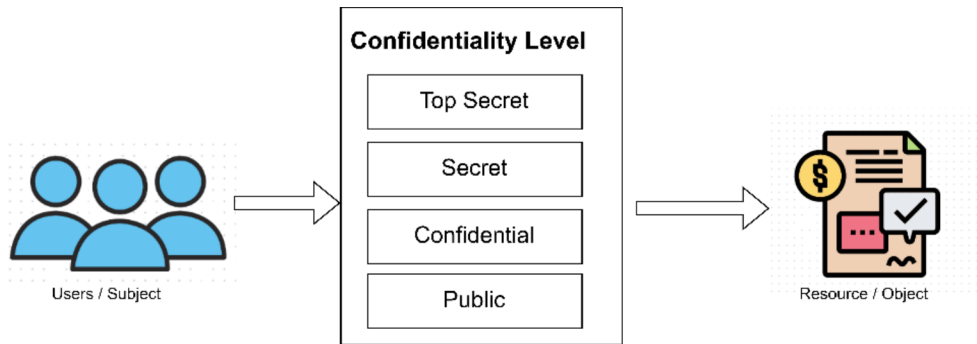 Confidentiality Level
Top Secret
Secret
Confidential
Public
Users / Subject
$
Resource / Object